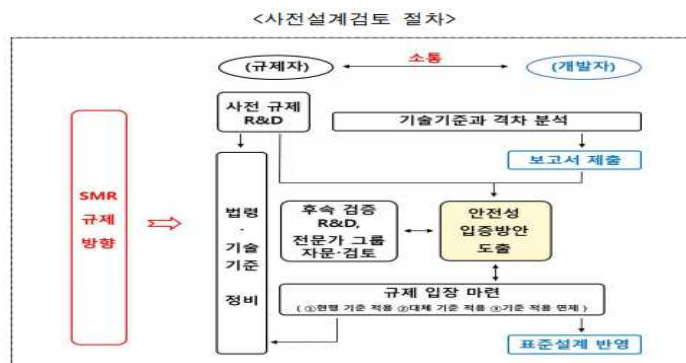 <사전설계검토 절차>
(규제자)
소통
(개발자)
사전 규제
R&D
기술기준과 격차 분석
보고서 제출
SMR
규제
방향
법령
·
기술
기준
정비
후속 검증
R&D,
전문가 그룹
자문·검토
안전성
입증방안
도출
규제 입장 마련
( ①현행 기준 적용 ②대체 기준 적용 ③기준 적용 면제 )
표준설계 반영